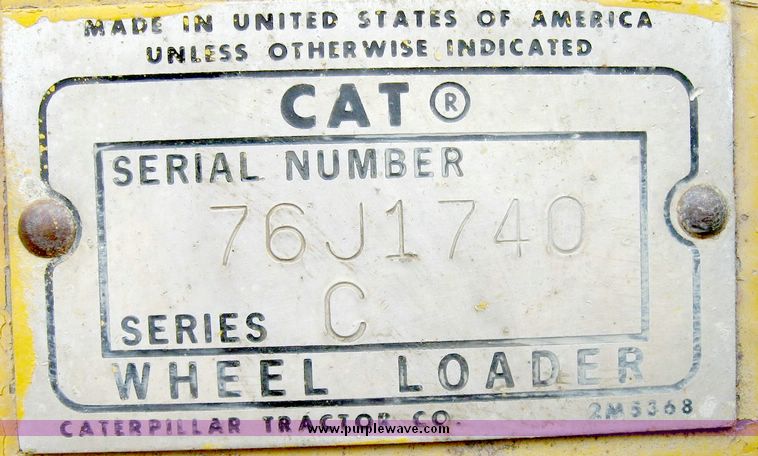 MADE IN UNITED STATES OF AMERICA
UNLESS OTHERWISE INDICATED
CAT ®
SERIAL NUMBER
76J1740
SERIES C
WHEEL LOADER
CATERPILLAR TRACTOR CO. 2M5368
www.purplewave.com